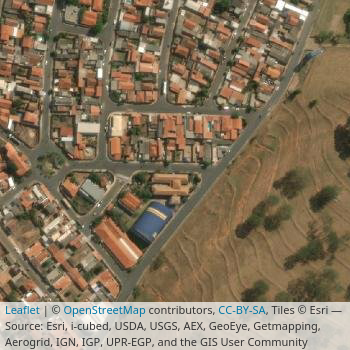 Leaflet | © OpenStreetMap contributors, CC-BY-SA, Tiles © Esri —
Source: Esri, i-cubed, USDA, USGS, AEX, GeoEye, Getmapping,
Aerogrid, IGN, IGP, UPR-EGP, and the GIS User Community